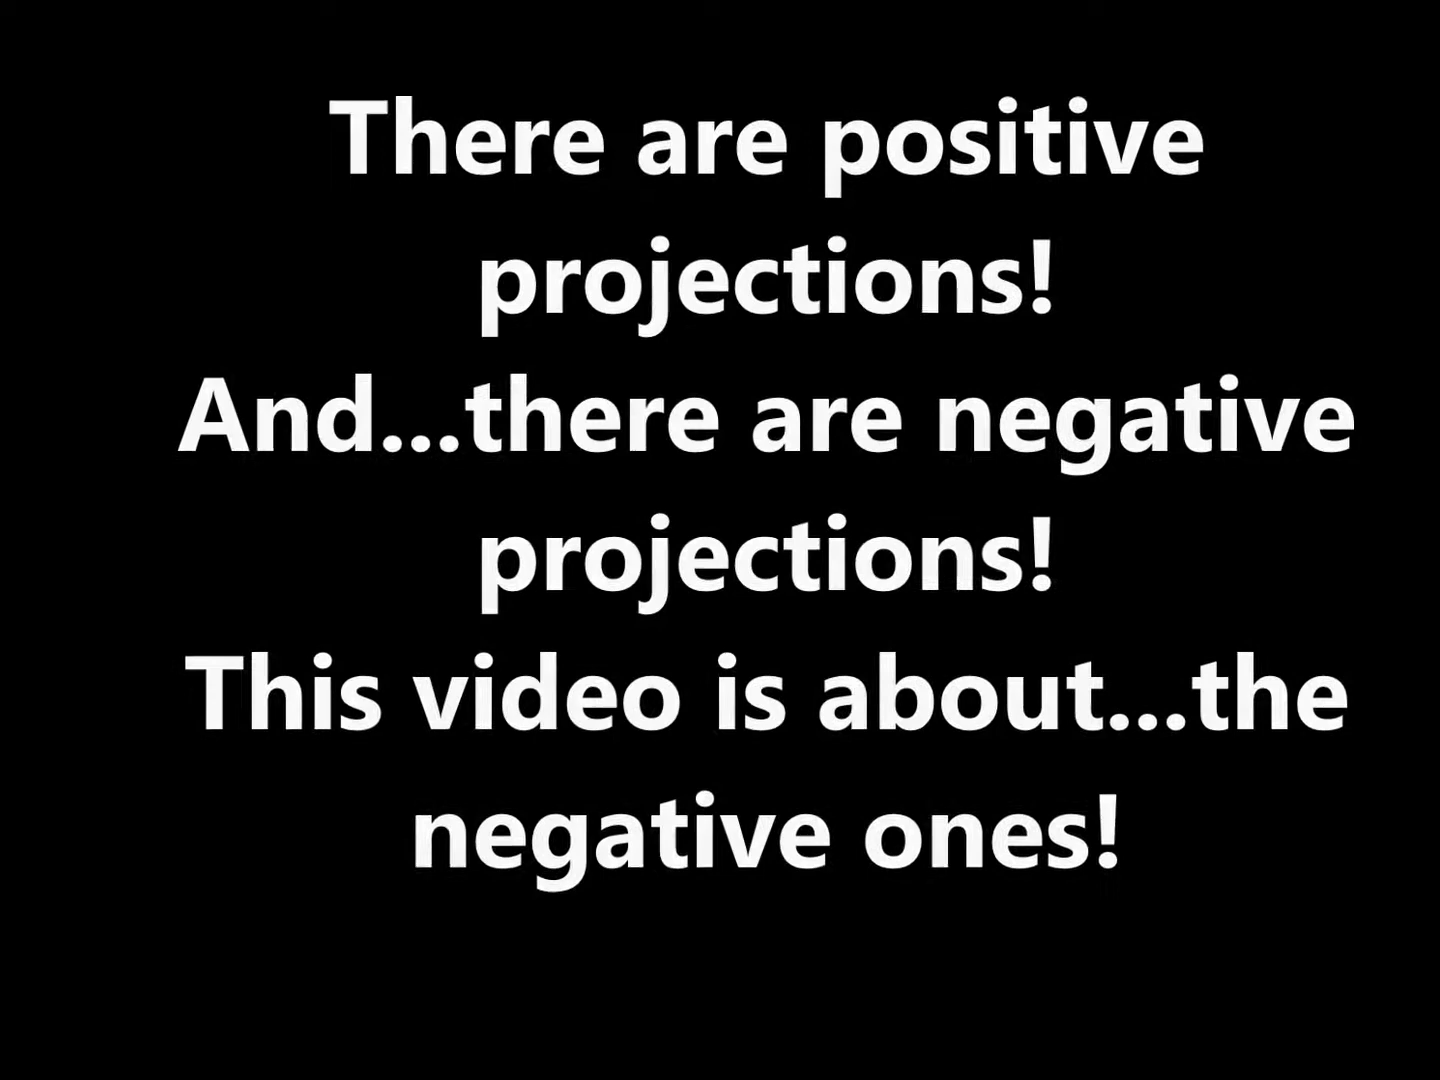 There are positive
projections!
And...there are negative
projections!
This video is about...the
negative ones!